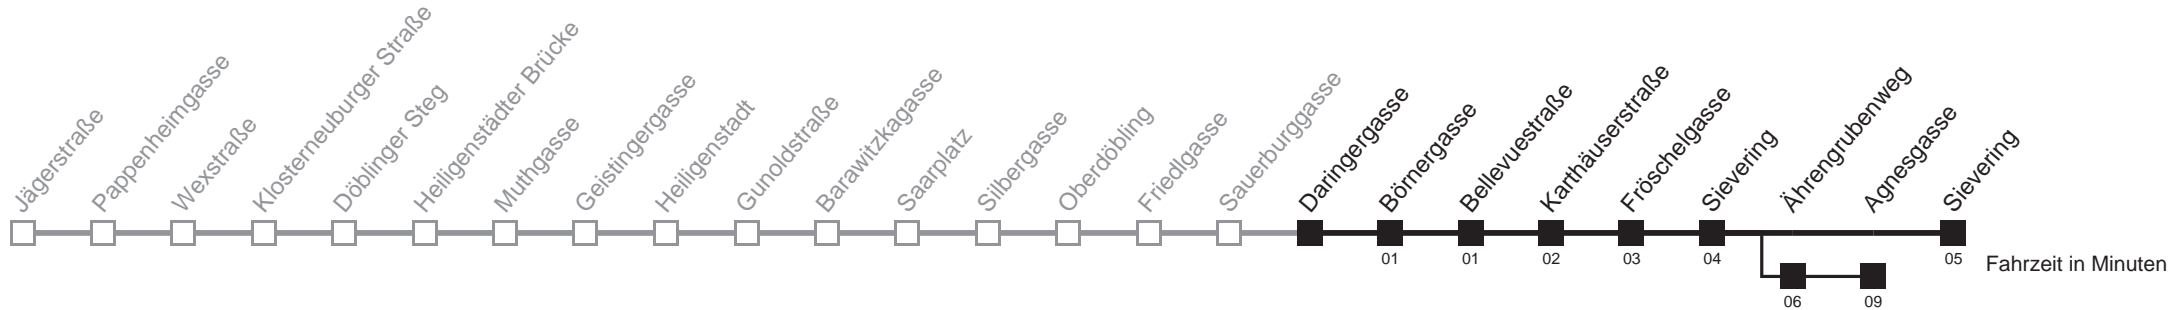 Jägerstraße
Pappenheimgasse
Wexstraße
Klosterneuburger Straße
Döblinger Steg
Heiligenstädter Brücke
Muthgasse
Geistingergasse
Heiligenstadt
Gunoldstraße
Barawitzkagasse
Saarplatz
Silbergasse
Oberdöbling
Friedlgasse
Sauerburggasse
Daringergasse
Börnergasse
Bellevuestraße
Karthäuserstraße
Fröschelgasse
Sievering
Ährengrubenweg
Agnesgasse
Sievering
01
01
02
03
04
05
Fahrzeit in Minuten
06
09